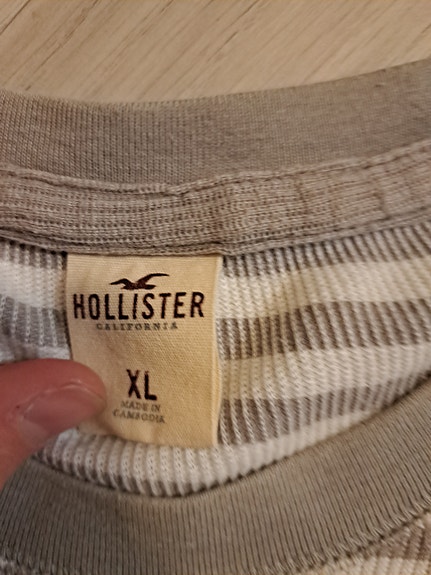 HOLLISTER
CALIFORNIA
XL
MADE IN
CAMBODIA